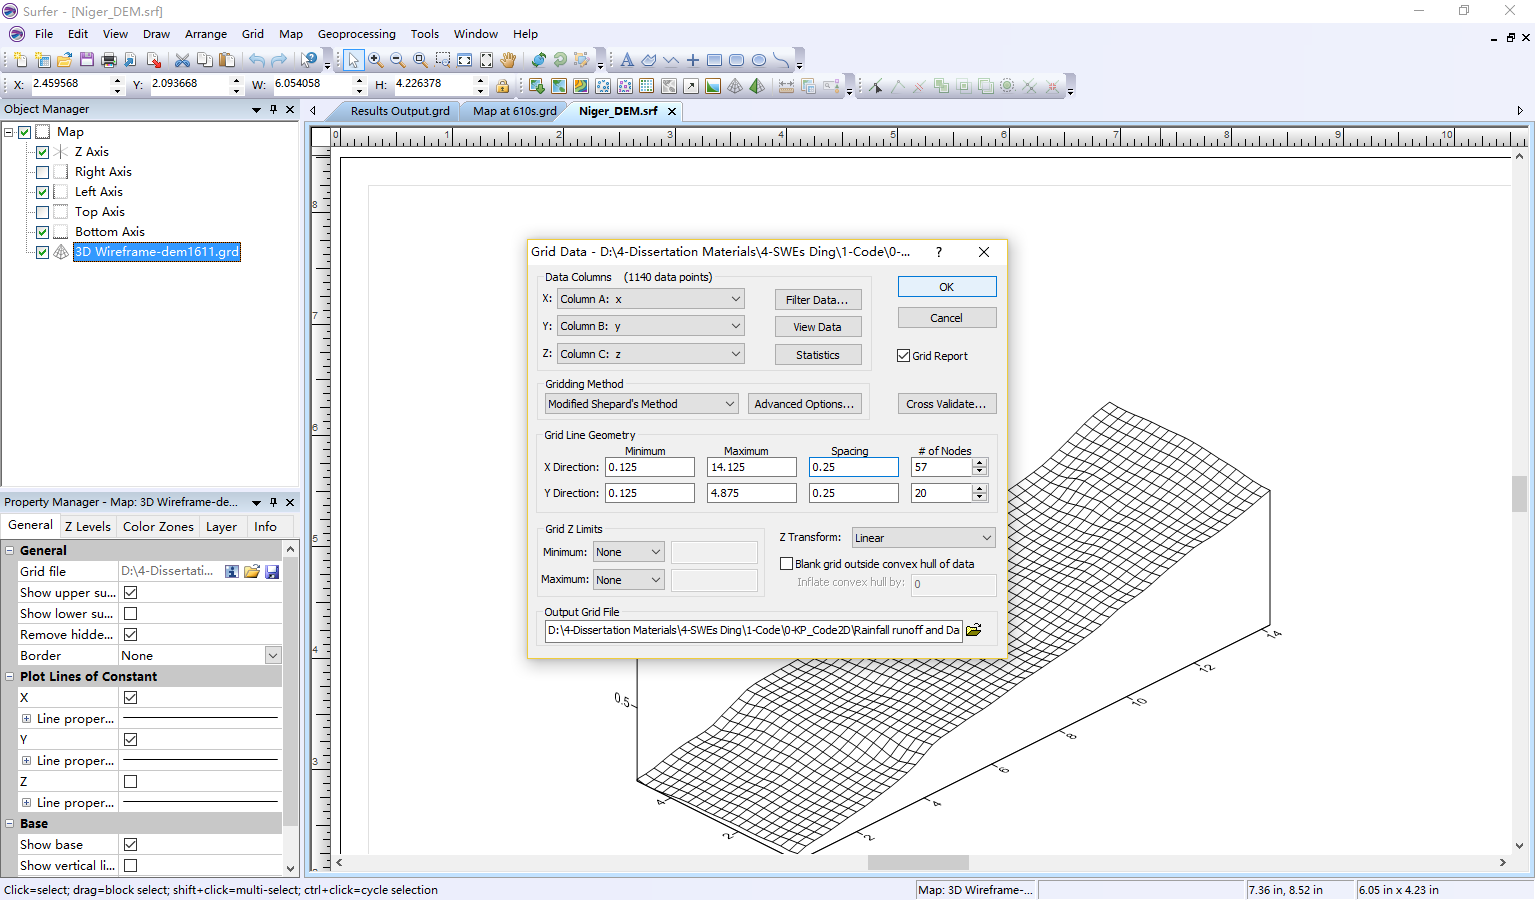 Surfer - [Niger_DEM.srf]
File Edit View Draw Arrange Grid Map Geoprocessing Tools Window Help
X: 2.459568 Y: 2.093668 W: 6.054058 H: 4.226378
Object Manager
Results Output.grd Map at 610s.grd Niger_DEM.srf
Map
Z Axis
Right Axis
Left Axis
Top Axis
Bottom Axis
3D Wireframe-dem1611.grd
0 1 2 3 4 5 6 7 8 9 10
8
7
6
5
4
3
Grid Data - D:\4-Dissertation Materials\4-SWEs Ding\1-Code\0-... ?
Data Columns (1140 data points)
X: Column A: x Filter Data...
Y: Column B: y View Data
Z: Column C: z Statistics
OK
Cancel
Grid Report
Gridding Method
Modified Shepard's Method Advanced Options... Cross Validate...
Grid Line Geometry
Minimum Maximum Spacing # of Nodes
X Direction: 0.125 14.125 0.25 57
Y Direction: 0.125 4.875 0.25 20
Grid Z Limits
Minimum: None
Maximum: None
Z Transform: Linear
Blank grid outside convex hull of data
Inflate convex hull by: 0
Output Grid File
D:\4-Dissertation Materials\4-SWEs Ding\1-Code\0-KP_Code2D\Rainfall runoff and Da
0.5
4
2
2
4
6
8
10
12
14
Property Manager - Map: 3D Wireframe-de...
General Z Levels Color Zones Layer Info
General
Grid file D:\4-Dissertati...
Show upper su...
Show lower su...
Remove hidde...
Border None
Plot Lines of Constant
X
Line proper...
Y
Line proper...
Z
Line proper...
Base
Show base
Show vertical li...
Click=select; drag=block select; shift+click=multi-select; ctrl+click=cycle selection
Map: 3D Wireframe-...
7.36 in, 8.52 in
6.05 in x 4.23 in